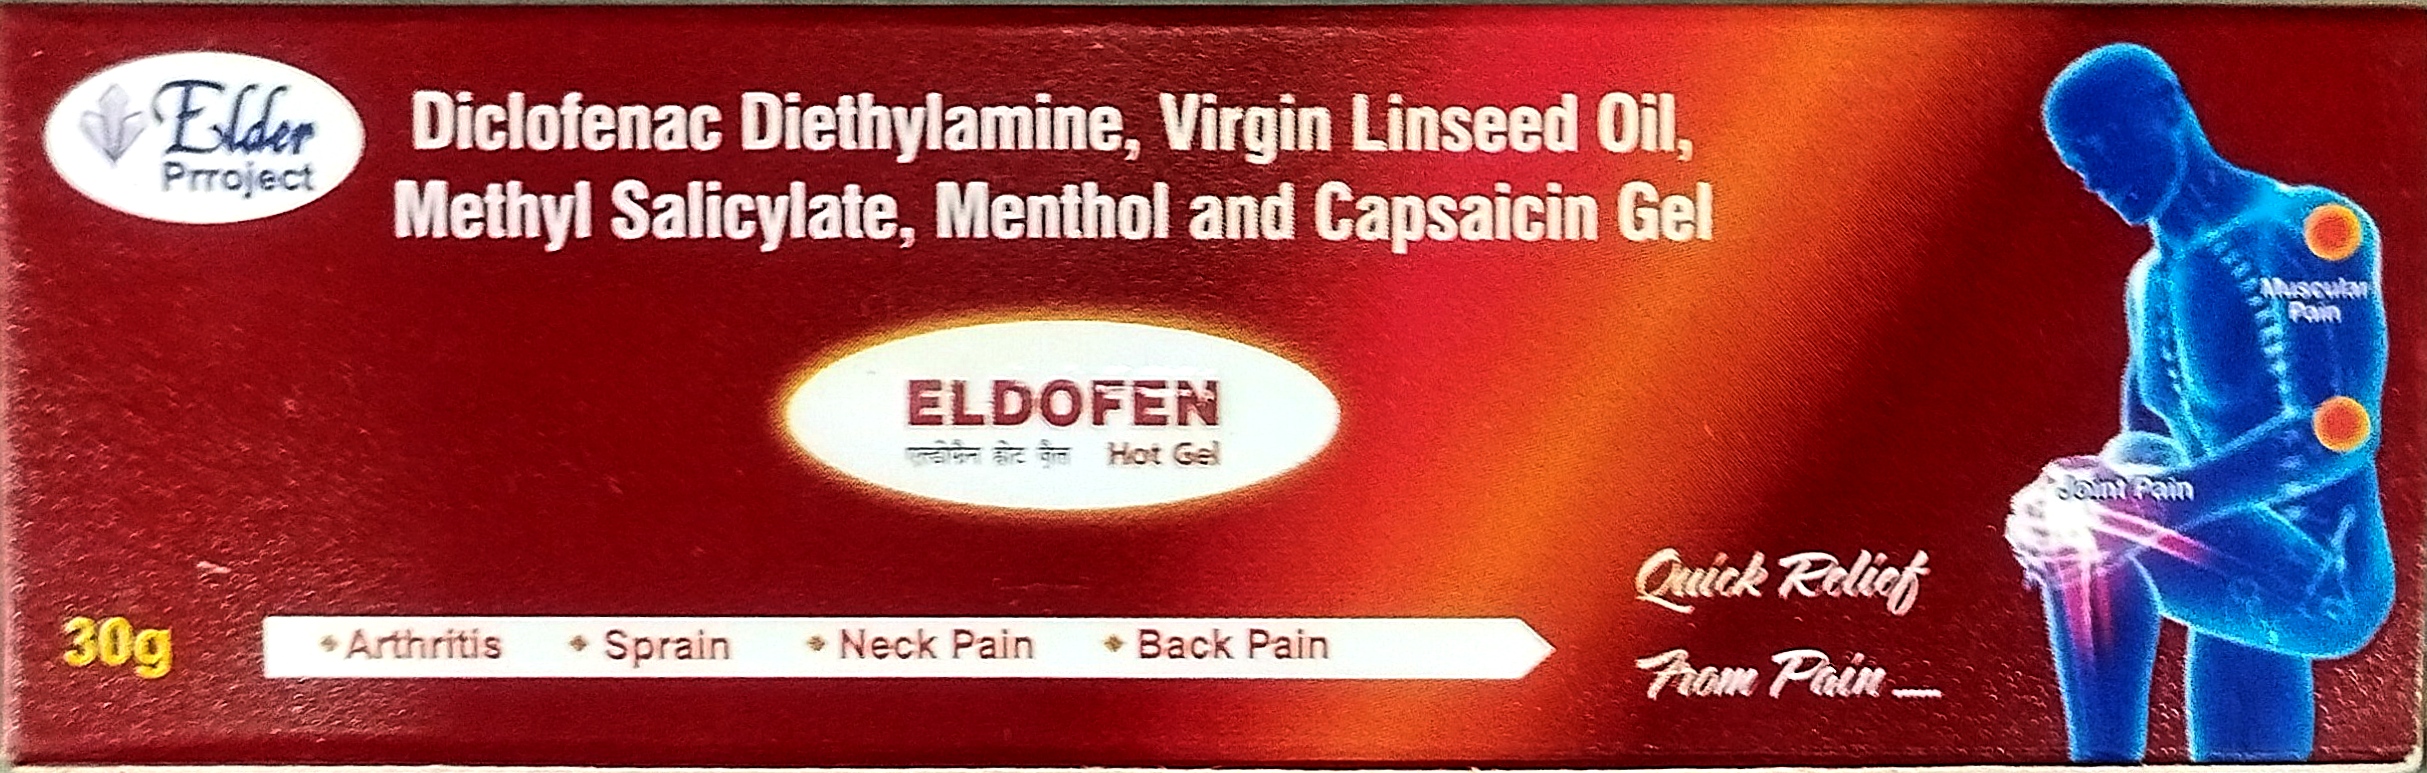 Elder
Prroject
Diclofenac Diethylamine, Virgin Linseed Oil,
Methyl Salicylate, Menthol and Capsaicin Gel
ELDOFEN
एल्डोफैन होट जैल Hot Gel
Muscular
Pain
Joint Pain
Quick Relief
From Pain ....
30g
Arthritis Sprain Neck Pain Back Pain